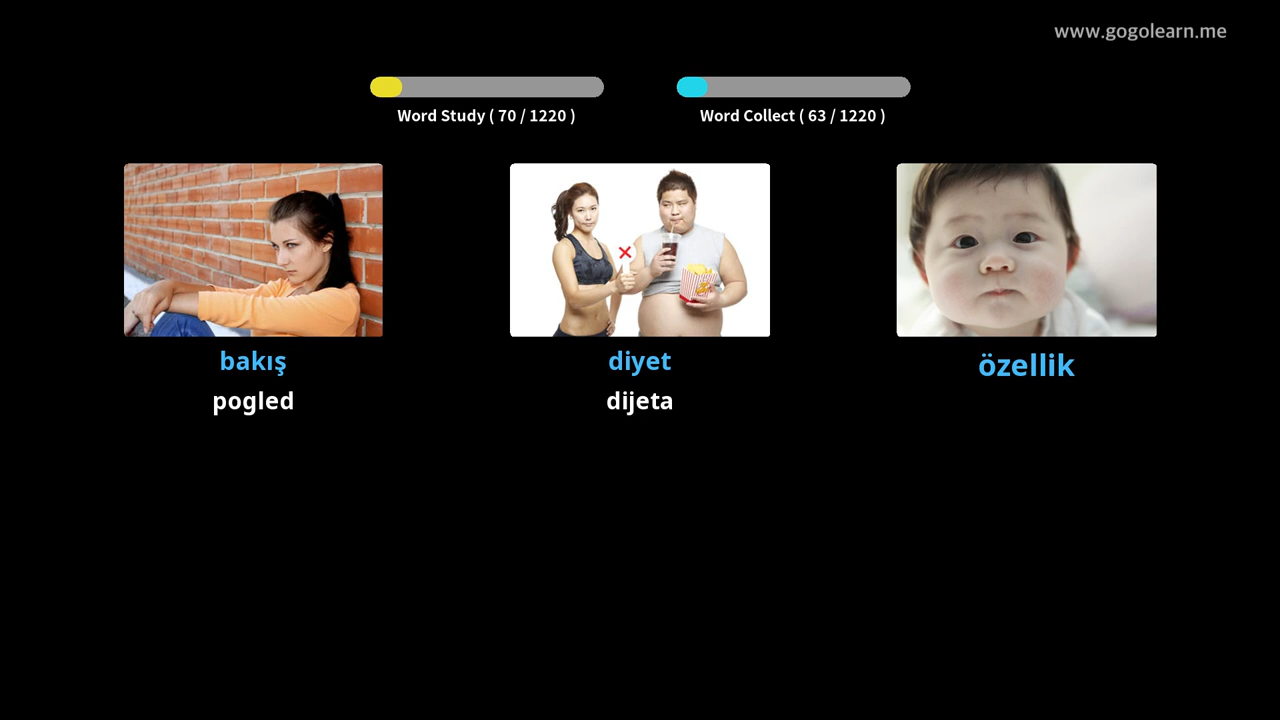 www.gogolearn.me
Word Study ( 70 / 1220 )
Word Collect ( 63 / 1220 )
bakış
diyet
özellik
pogled
dijeta